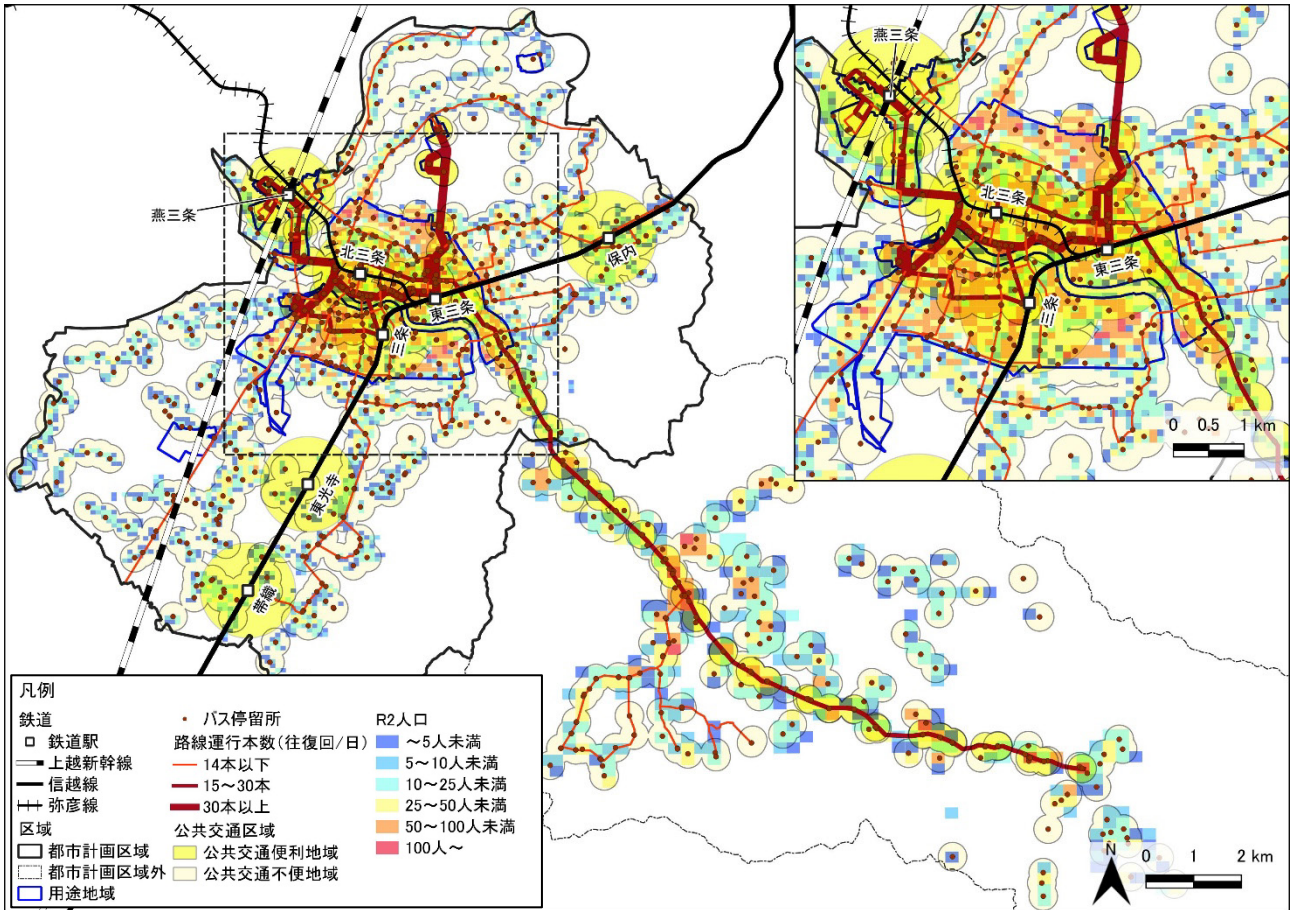 燕三条
北三条
東三条
三条
保内
東光寺
帯織
燕三条
北三条
東三条
三条
0 0.5 1 km
凡例
鉄道
鉄道駅
上越新幹線
信越線
弥彦線
区域
都市計画区域
都市計画区域外
用途地域
バス停留所
路線運行本数(往復回/日)
14本以下
15～30本
30本以上
公共交通区域
公共交通便利地域
公共交通不便地域
R2人口
～5人未満
5～10人未満
10～25人未満
25～50人未満
50～100人未満
100人～
N
0 1 2 km